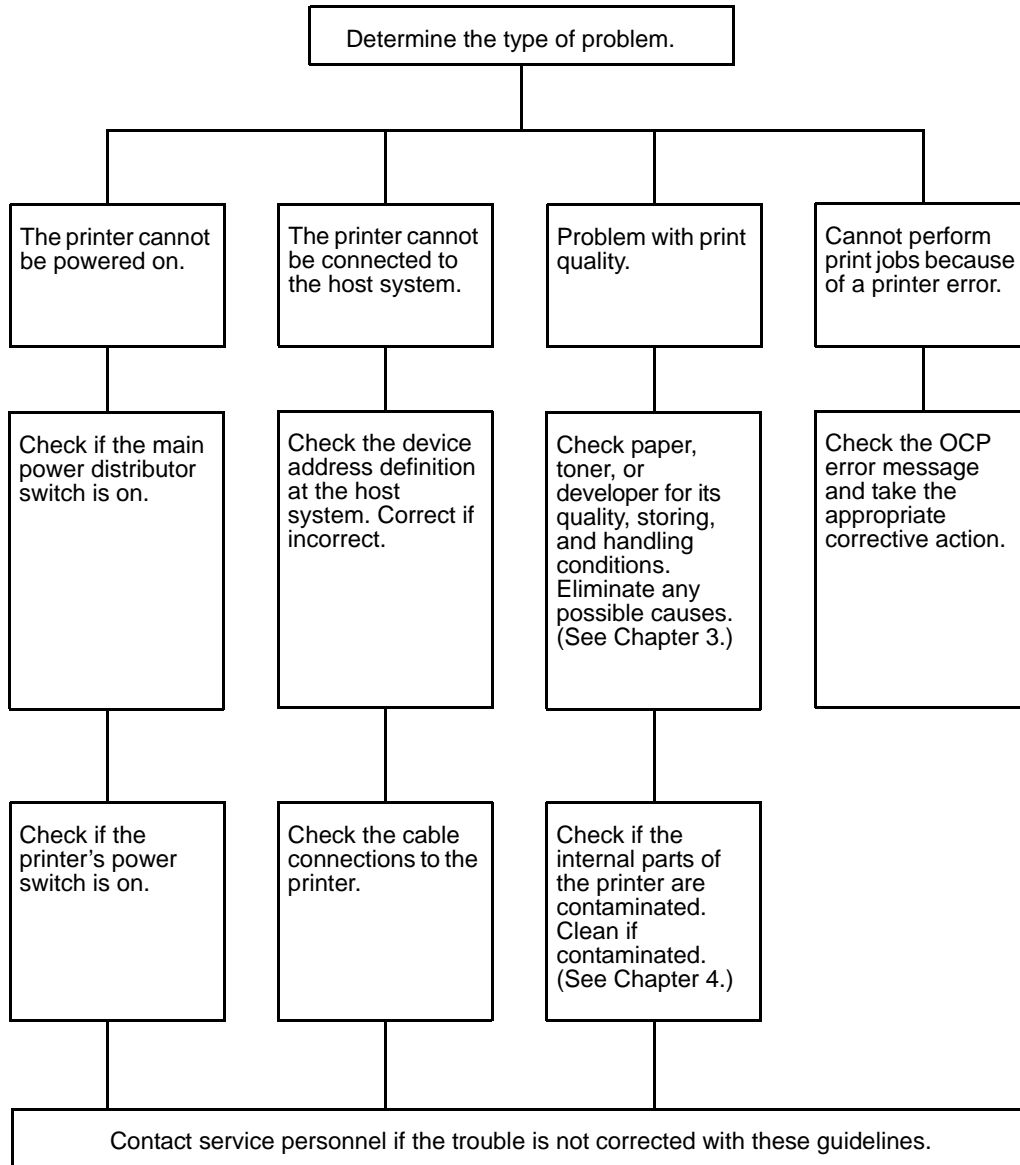 Determine the type of problem.
The printer cannot
be powered on.
The printer cannot
be connected to
the host system.
Problem with print
quality.
Cannot perform
print jobs because
of a printer error.
Check if the main
power distributor
switch is on.
Check the device
address definition
at the host
system. Correct if
incorrect.
Check paper,
toner, or
developer for its
quality, storing,
and handling
conditions.
Eliminate any
possible causes.
(See Chapter 3.)
Check the OCP
error message
and take the
appropriate
corrective action.
Check if the
printer’s power
switch is on.
Check the cable
connections to the
printer.
Check if the
internal parts of
the printer are
contaminated.
Clean if
contaminated.
(See Chapter 4.)
Contact service personnel if the trouble is not corrected with these guidelines.